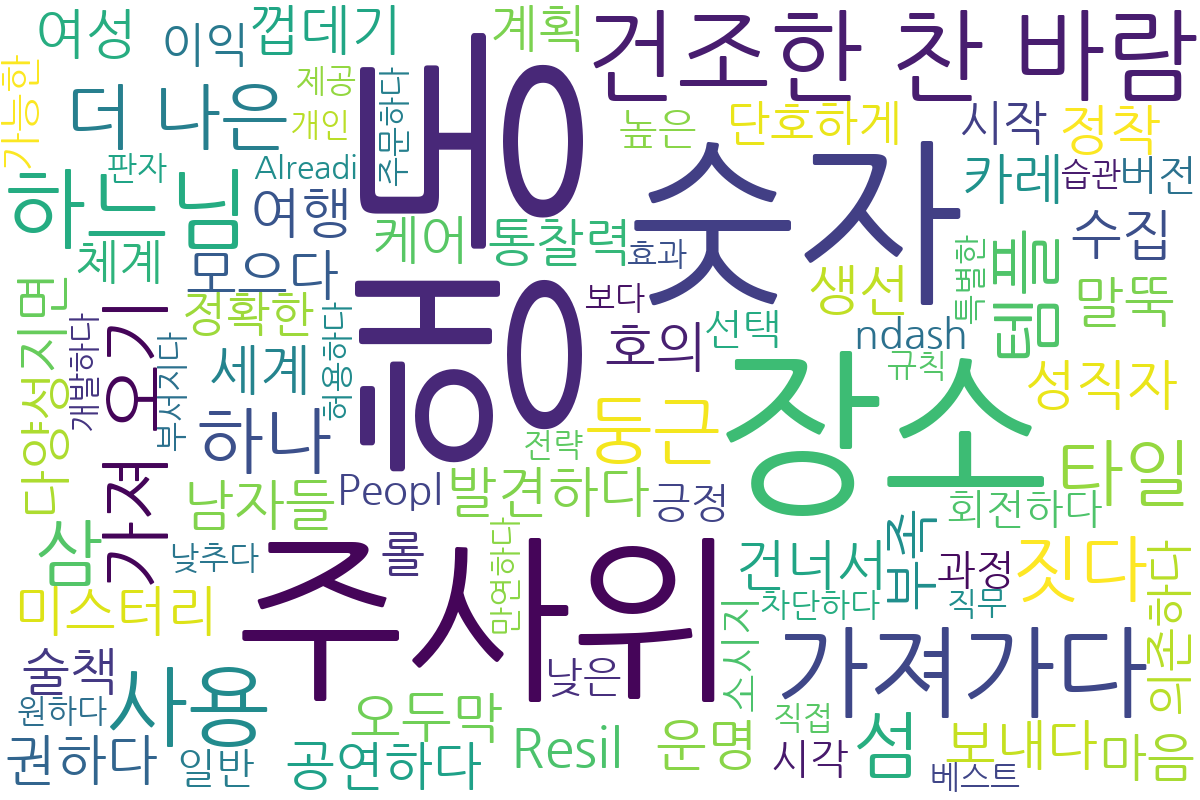 여성
이익
껍데기
계획
건조한 찬 바람
가능한
더 나은
제공
개인
주문하다
병
높은
단호하게
시작
정착
판자
Alreadi
숫자
카레
습관
버전
하느님
여행
케어
통찰력
효과
수집
체계
모으다
생선
특별한
템플
말뚝
정확한
보다
선택
ndash
다양성
지면
개발하다
가져 오기
부서지다
세계
허용하다
행동
호의
규칙
장소
성직자
하나
둥근
전략
타일
남자들
Peopl
발견하다
긍정
회전하다
삼
낮추다
롤
만연하다
주사위
건너서
부족
과정
짓다
미스터리
차단하다
직무
의존하다
술책
사용
낮은
소시지
가져가다
원하다
오두막
직접
섬
보내다
마음
권하다
일반
공연하다
Resil
운명
시각
베스트